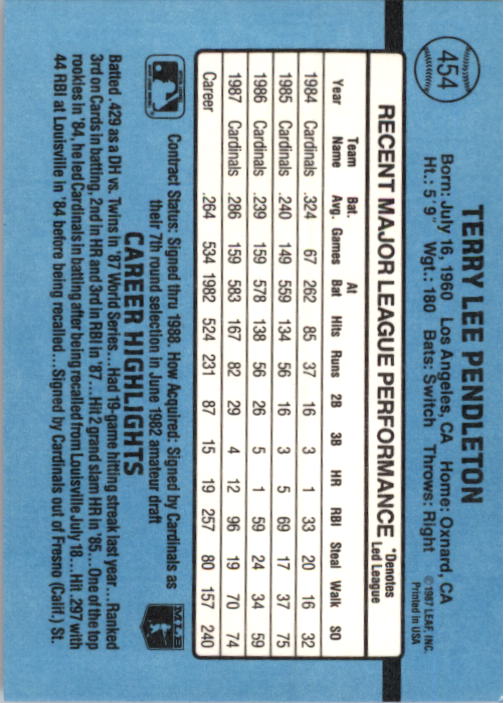 454
TERRY LEE PENDLETON
Born: July 16, 1960 Los Angeles, CA Home: Oxnard, CA
Ht.: 5' 9" Wgt.: 180 Bats: Switch Throws: Right
© 1987 LEAF, INC.
Printed in USA
RECENT MAJOR LEAGUE PERFORMANCE
*Denotes
Led League
Year Team Name Bat. Avg. Games At Bat Hits Runs 2B 3B HR RBI Steal Walk SO
1984 Cardinals .324 67 262 85 37 16 3 1 33 20 16 32
1985 Cardinals .240 149 559 134 56 16 3 5 69 17 37 75
1986 Cardinals .239 159 578 138 56 26 5 1 59 24 34 59
1987 Cardinals .286 159 583 167 82 29 4 12 96 19 70 74
Career .264 534 1982 524 231 87 15 19 257 80 157 240
Contract Status: Signed thru 1988. How Acquired: Signed by Cardinals as
their 7th round selection in June 1982 amateur draft
MLB
CAREER HIGHLIGHTS
Batted .429 as a DH vs. Twins in '87 World Series... Had 19-game hitting streak last year... Ranked
3rd on Cards in batting, 2nd in HR and 3rd in RBI in '87... Hit 2 grand slam HR in '85... One of the top
rookies in '84, he led Cardinals in batting after being recalled from Louisville July 18... Hit .297 with
44 RBI at Louisville in '84 before being recalled... Signed by Cardinals out of Fresno (Calif.) St.